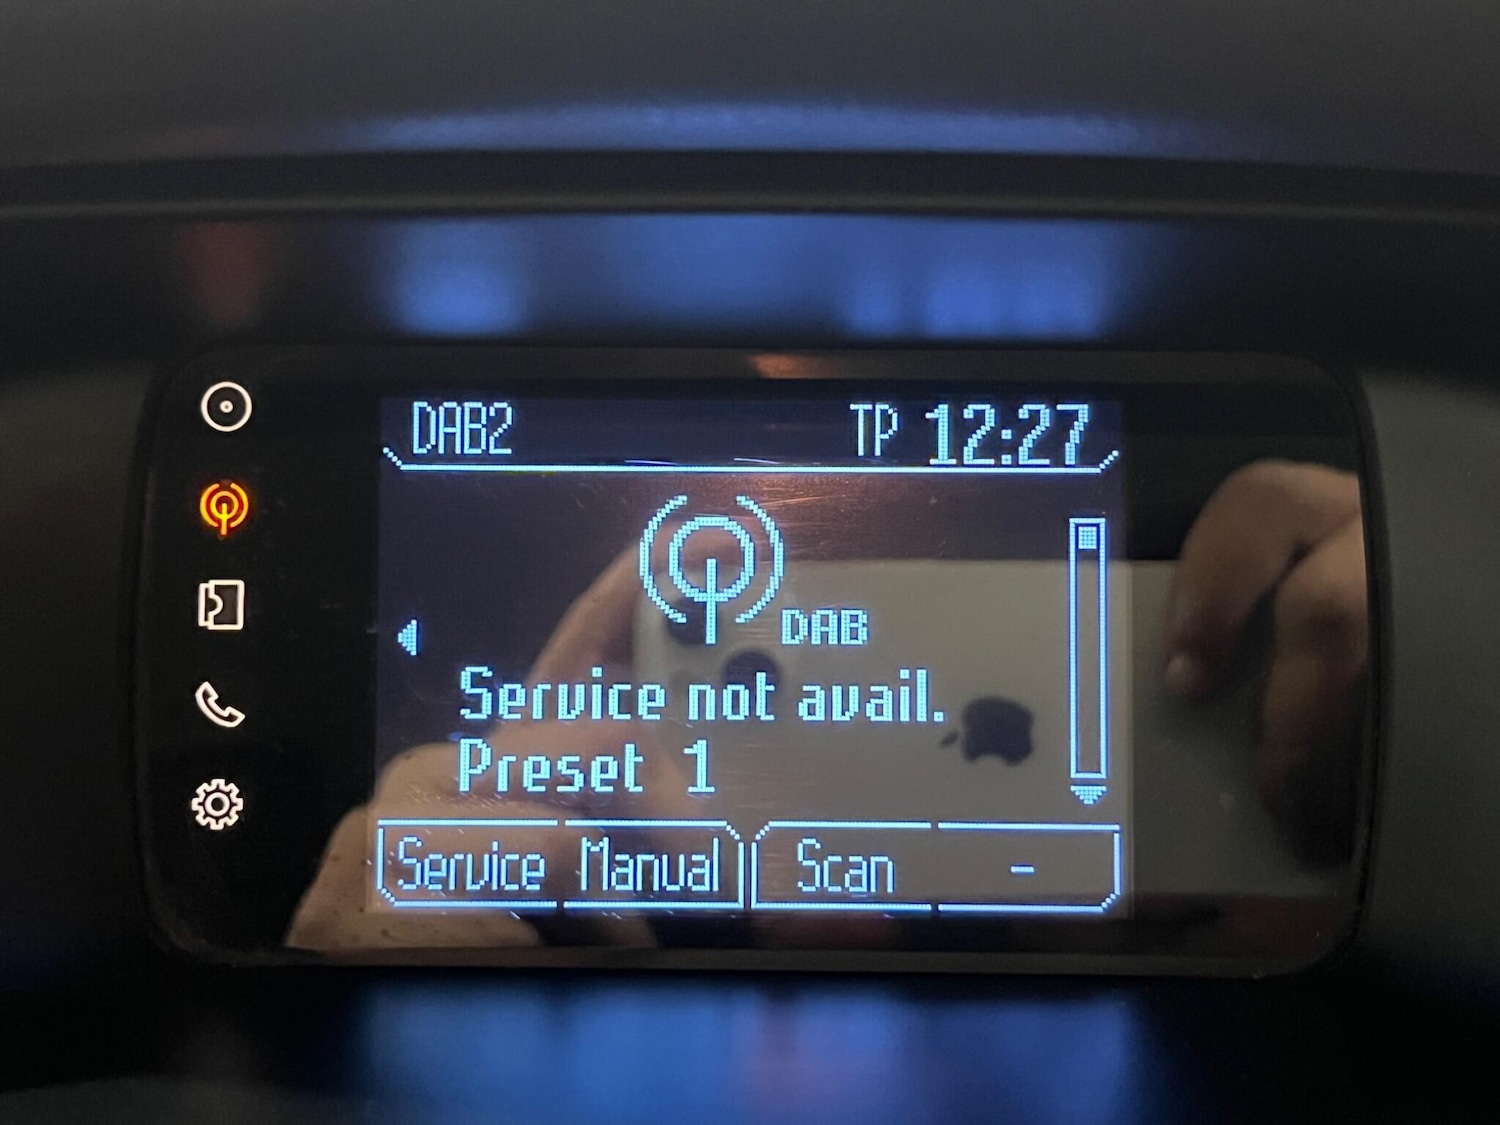 DAB2 TP 12:27
DAB
Service not avail.
Preset 1
Service Manual Scan -